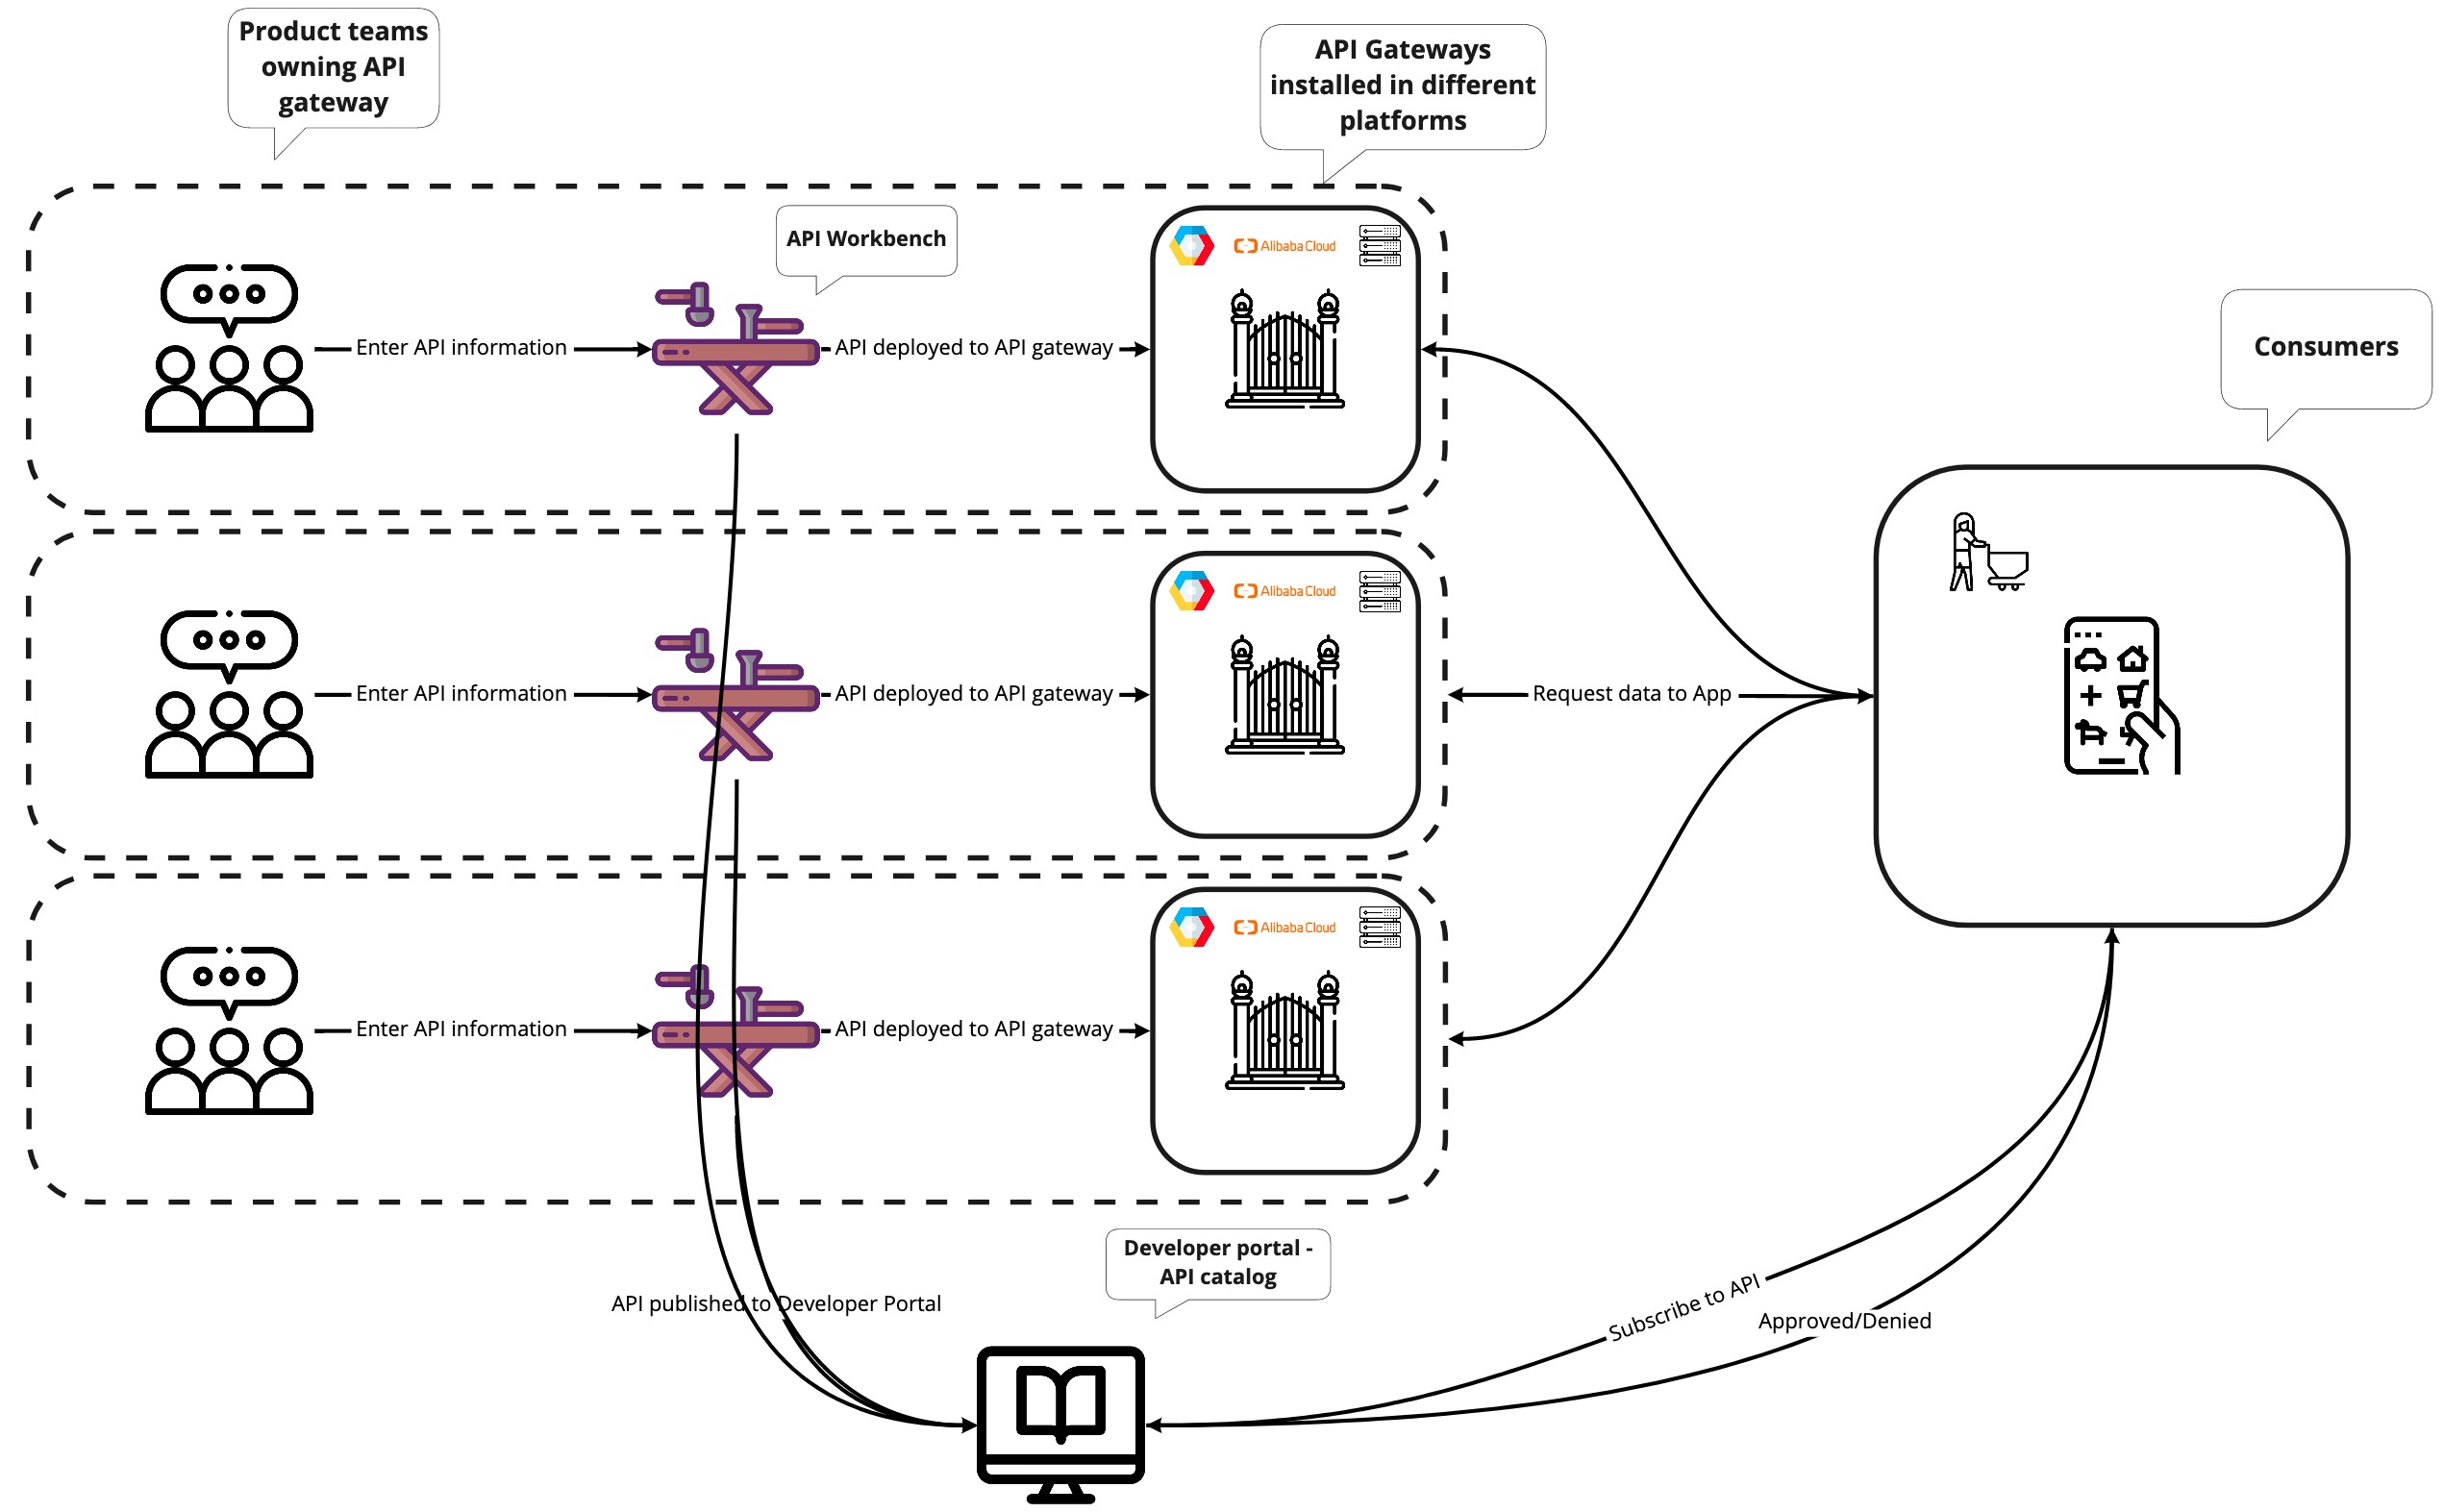 Product teams
owning API
gateway
API Gateways
installed in different
platforms
API Workbench
Alibaba Cloud
Enter API information
API deployed to API gateway
Consumers
Alibaba Cloud
Enter API information
API deployed to API gateway
Request data to App
Alibaba Cloud
Enter API information
API deployed to API gateway
Developer portal -
API catalog
API published to Developer Portal
Subscribe to API
Approved/Denied